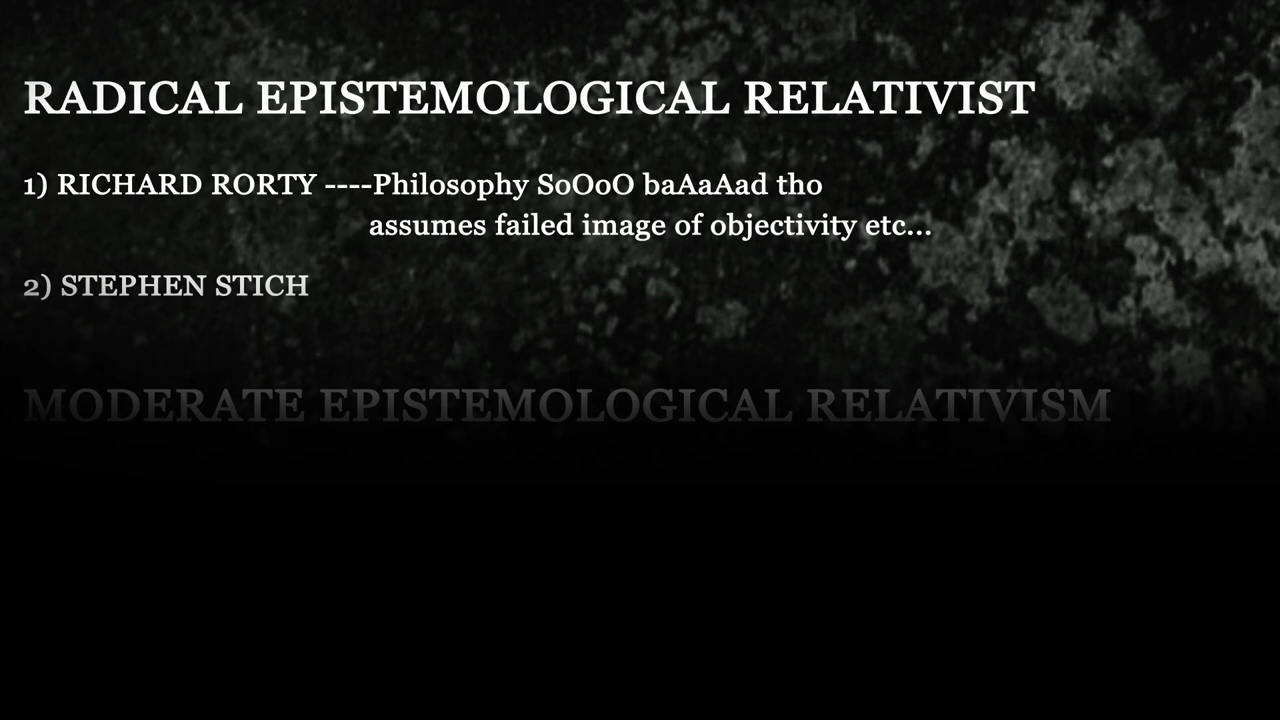 RADICAL EPISTEMOLOGICAL RELATIVIST
1) RICHARD RORTY ----Philosophy SoOoO baAaAad tho
assumes failed image of objectivity etc...
2) STEPHEN STICH
MODERATE EPISTEMOLOGICAL RELATIVISM